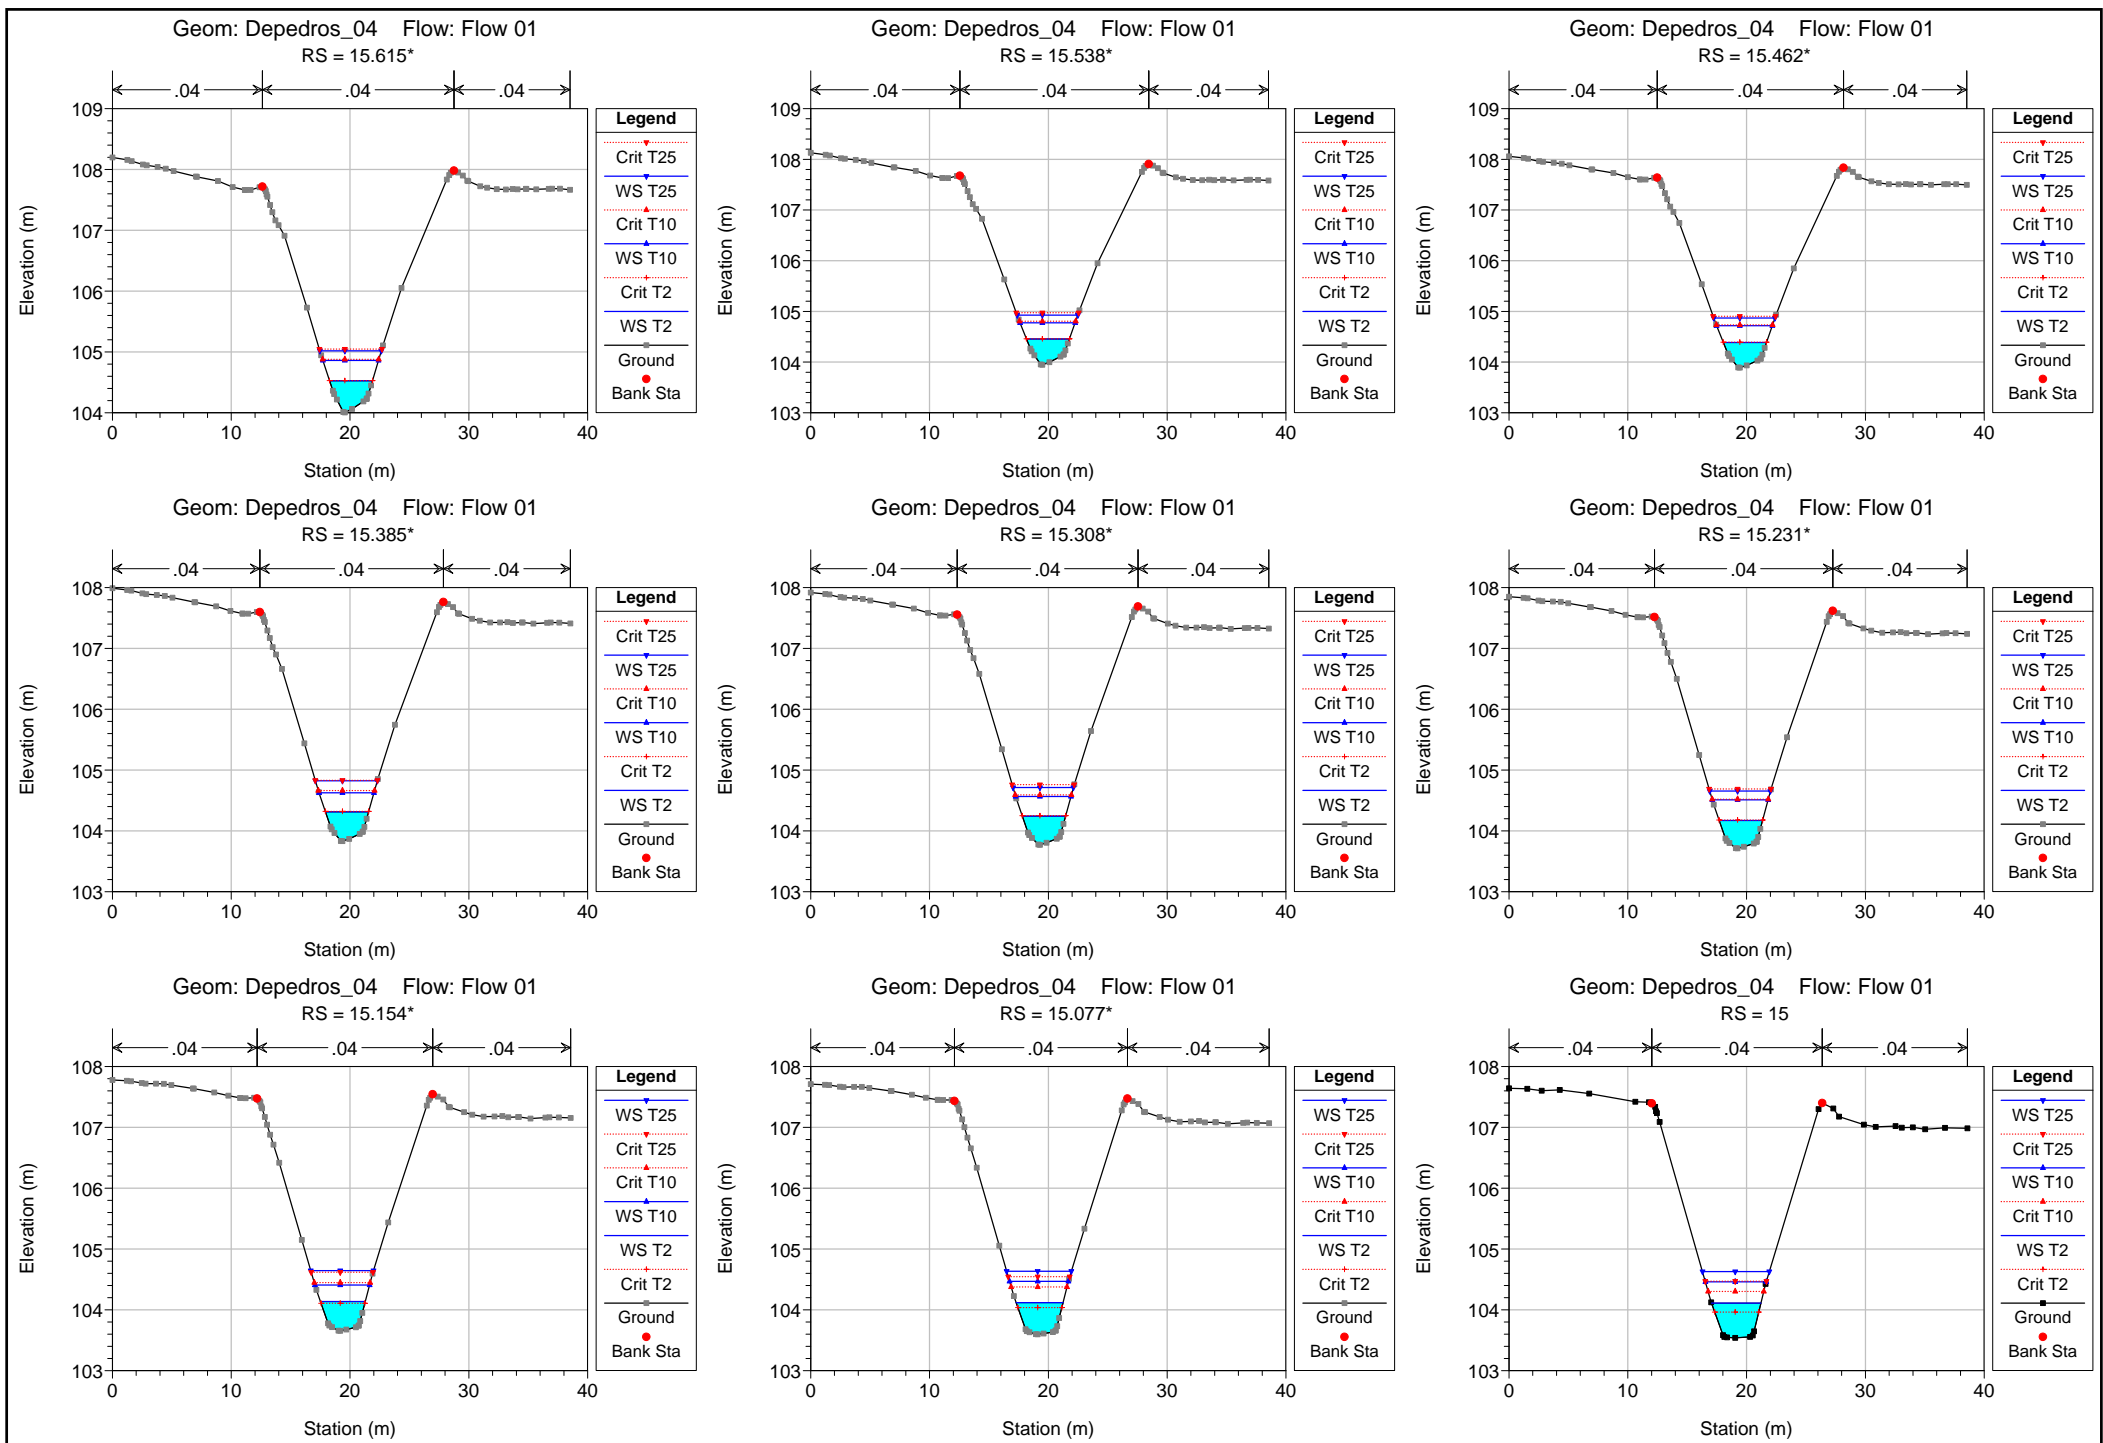 Geom: Depedros_04    Flow: Flow 01
RS = 15.615*
.04 .04 .04
109
108
107
106
105
104
0 10 20 30 40
Station (m)
Elevation (m)
Legend
Crit T25
WS T25
Crit T10
WS T10
Crit T2
WS T2
Ground
Bank Sta
Geom: Depedros_04    Flow: Flow 01
RS = 15.538*
.04 .04 .04
109
108
107
106
105
104
103
0 10 20 30 40
Station (m)
Elevation (m)
Legend
Crit T25
WS T25
Crit T10
WS T10
Crit T2
WS T2
Ground
Bank Sta
Geom: Depedros_04    Flow: Flow 01
RS = 15.462*
.04 .04 .04
109
108
107
106
105
104
103
0 10 20 30 40
Station (m)
Elevation (m)
Legend
Crit T25
WS T25
Crit T10
WS T10
Crit T2
WS T2
Ground
Bank Sta
Geom: Depedros_04    Flow: Flow 01
RS = 15.385*
.04 .04 .04
108
107
106
105
104
103
0 10 20 30 40
Station (m)
Elevation (m)
Legend
Crit T25
WS T25
Crit T10
WS T10
Crit T2
WS T2
Ground
Bank Sta
Geom: Depedros_04    Flow: Flow 01
RS = 15.308*
.04 .04 .04
108
107
106
105
104
103
0 10 20 30 40
Station (m)
Elevation (m)
Legend
Crit T25
WS T25
Crit T10
WS T10
Crit T2
WS T2
Ground
Bank Sta
Geom: Depedros_04    Flow: Flow 01
RS = 15.231*
.04 .04 .04
108
107
106
105
104
103
0 10 20 30 40
Station (m)
Elevation (m)
Legend
Crit T25
WS T25
Crit T10
WS T10
Crit T2
WS T2
Ground
Bank Sta
Geom: Depedros_04    Flow: Flow 01
RS = 15.154*
.04 .04 .04
108
107
106
105
104
103
0 10 20 30 40
Station (m)
Elevation (m)
Legend
WS T25
Crit T25
Crit T10
WS T10
WS T2
Crit T2
Ground
Bank Sta
Geom: Depedros_04    Flow: Flow 01
RS = 15.077*
.04 .04 .04
108
107
106
105
104
103
0 10 20 30 40
Station (m)
Elevation (m)
Legend
WS T25
Crit T25
WS T10
Crit T10
WS T2
Crit T2
Ground
Bank Sta
Geom: Depedros_04    Flow: Flow 01
RS = 15
.04 .04 .04
108
107
106
105
104
103
0 10 20 30 40
Station (m)
Elevation (m)
Legend
WS T25
Crit T25
WS T10
Crit T10
WS T2
Crit T2
Ground
Bank Sta